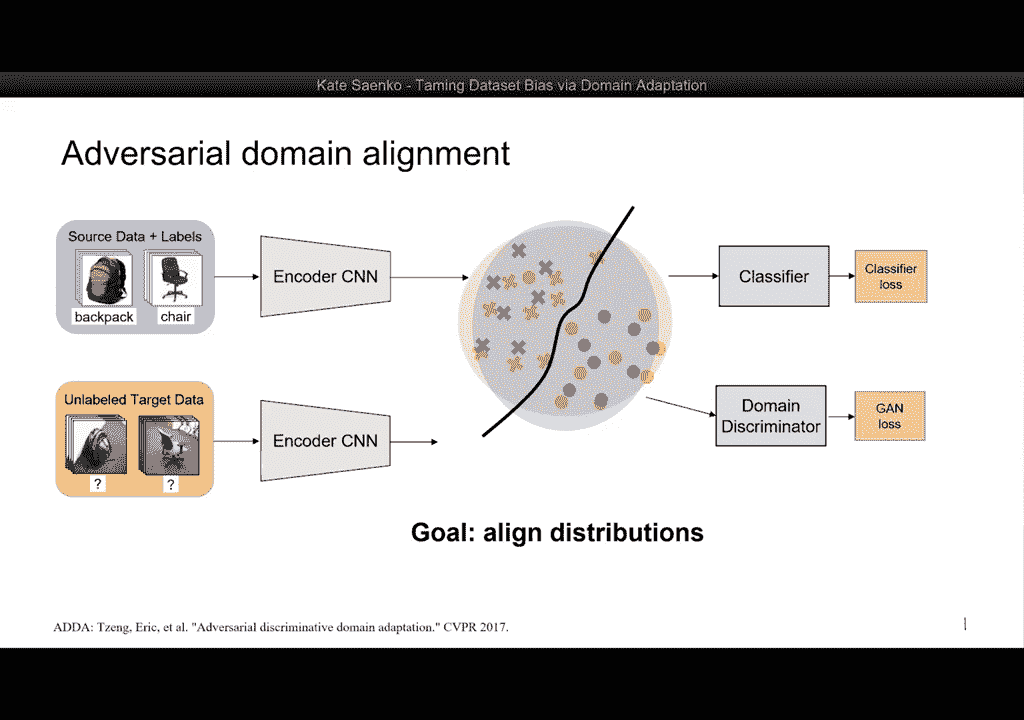 Kate Saenko - Taming Dataset Bias via Domain Adaptation
Adversarial domain alignment
Source Data + Labels
backpack
chair
Encoder CNN
Classifier
Classifier
loss
Unlabeled Target Data
?
?
Encoder CNN
Domain
Discriminator
GAN
loss
Goal: align distributions
ADDA: Tzeng, Eric, et al. "Adversarial discriminative domain adaptation." CVPR 2017.